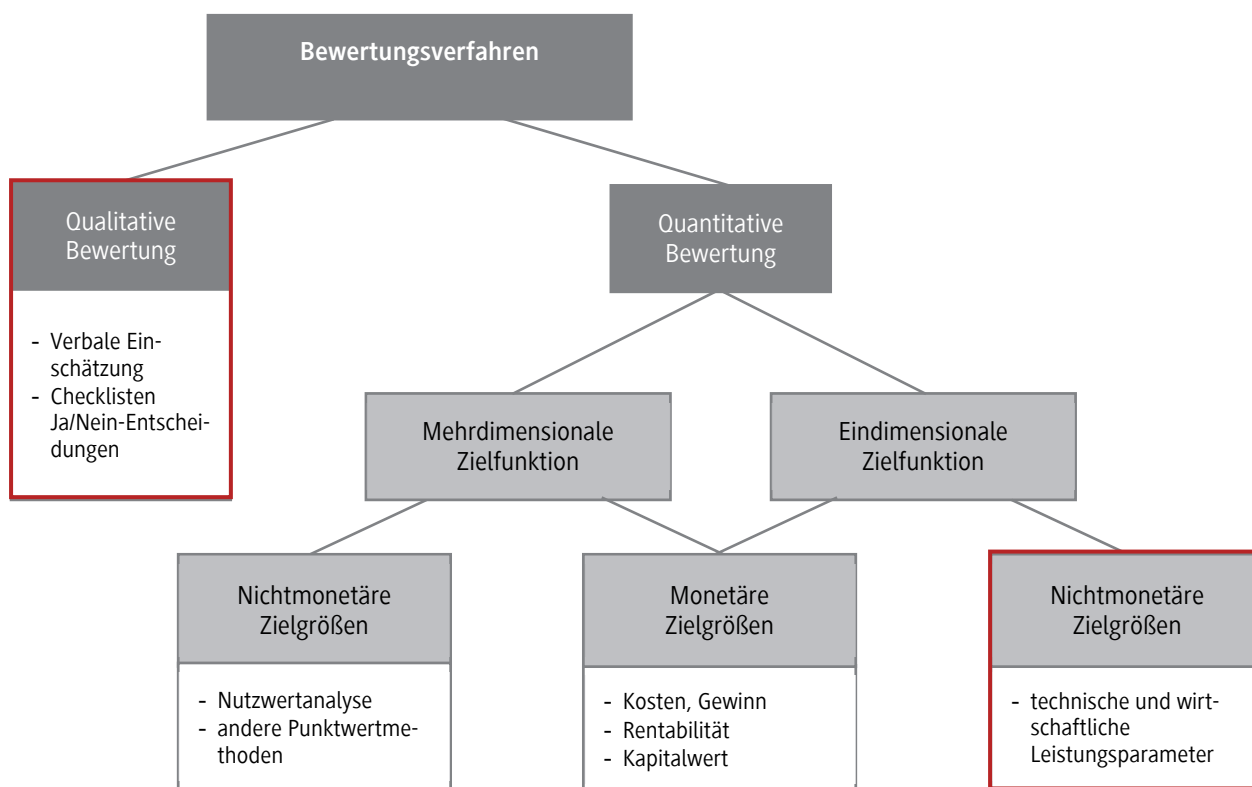 Bewertungsverfahren
Qualitative
Bewertung
- Verbale Ein-
schätzung
- Checklisten
Ja/Nein-Entschei-
dungen
Quantitative
Bewertung
Mehrdimensionale
Zielfunktion
Eindimensionale
Zielfunktion
Nichtmonetäre
Zielgrößen
- Nutzwertanalyse
- andere Punktwertme-
thoden
Monetäre
Zielgrößen
- Kosten, Gewinn
- Rentabilität
- Kapitalwert
Nichtmonetäre
Zielgrößen
- technische und wirt-
schaftliche
Leistungsparameter